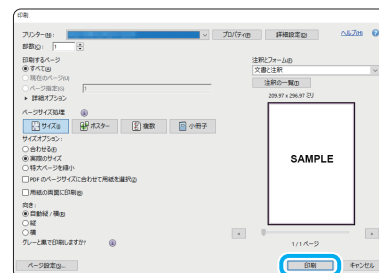 印刷
プリンター(N):
プロパティ(P)
詳細設定(D)
ヘルプ(H)
部数(C): 1
印刷するページ
すべて(A)
現在のページ(U)
ページ指定(G) 1
詳細オプション
ページサイズ処理
サイズ(I)
ポスター
複数
小冊子
サイズオプション:
合わせる(F)
実際のサイズ
特大ページを縮小
PDF のページサイズに合わせて用紙を選択(Z)
用紙の両面に印刷(B)
向き:
自動縦 / 横(R)
縦
横
グレーと黒で印刷しますか?
注釈とフォーム(M)
文書と注釈
注釈の一覧(T)
209.97 x 296.97 ミリ
SAMPLE
<
>
1 / 1 ページ
ページ設定(S)...
印刷
キャンセル